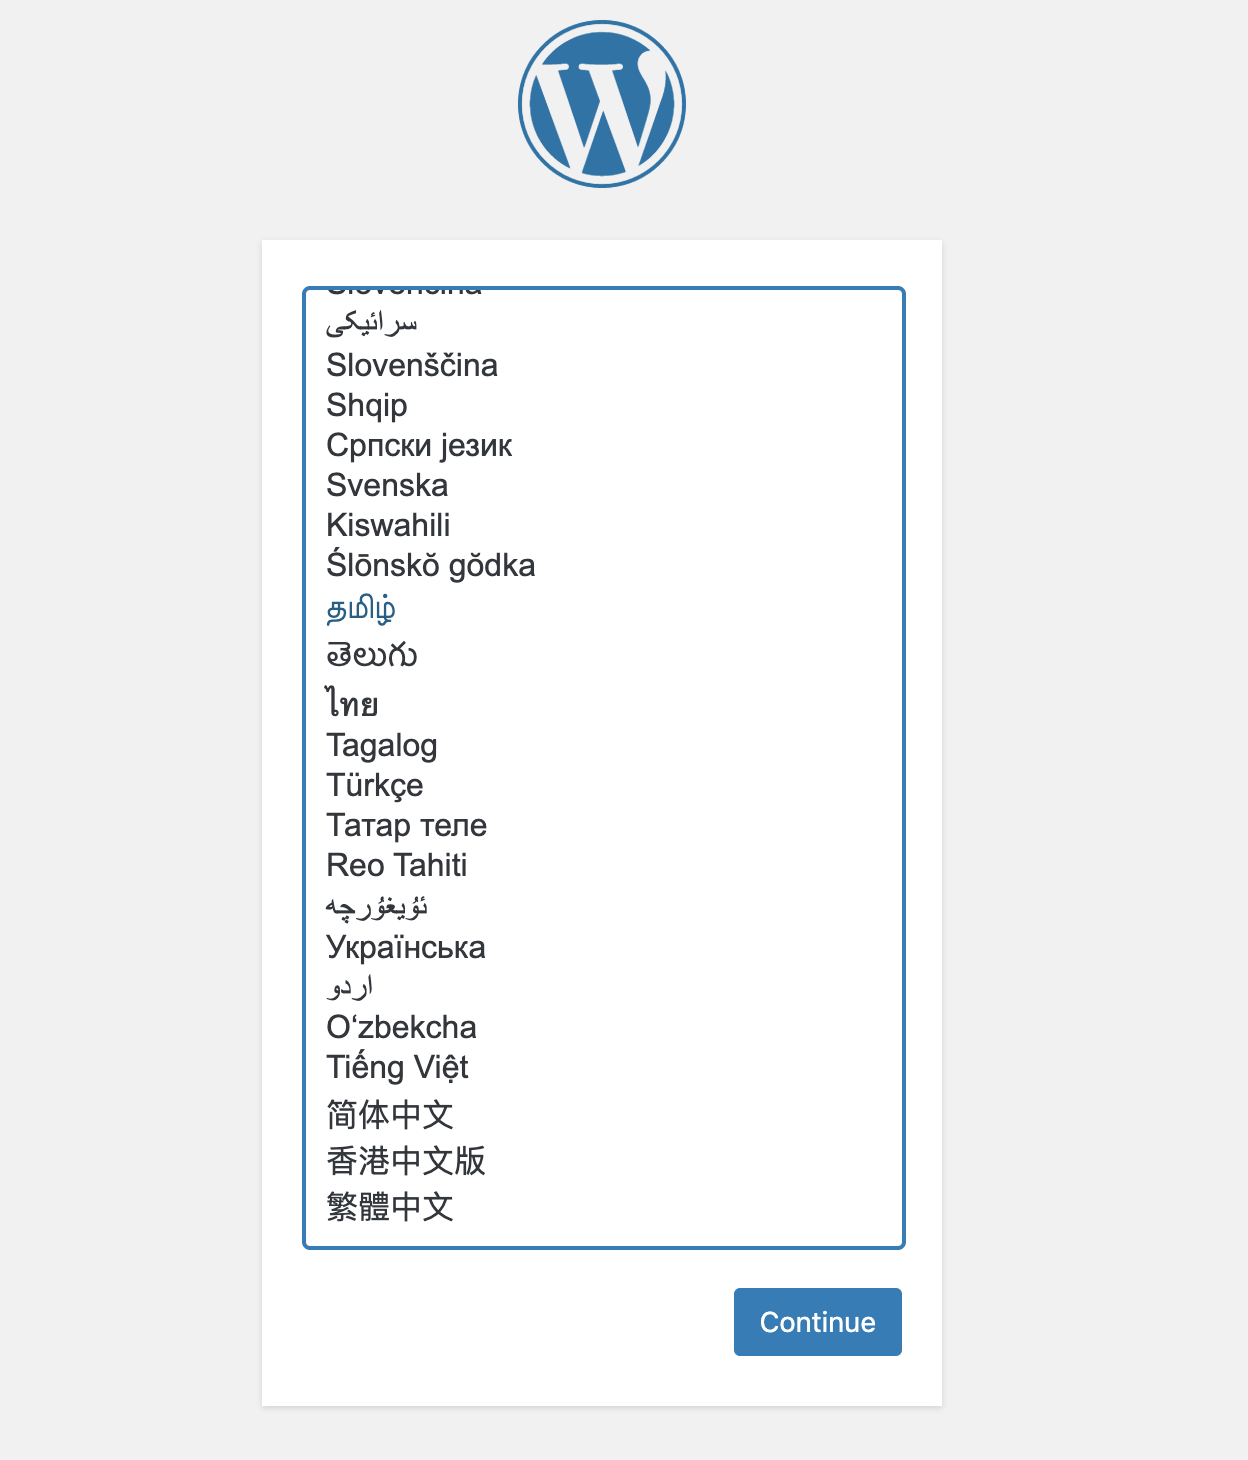 سرائیکی
Slovenščina
Shqip
Српски језик
Svenska
Kiswahili
Ślōnskŏ gŏdka
தமிழ்
తెలుగు
ไทย
Tagalog
Türkçe
Татар теле
Reo Tahiti
ئۇيغۇرچە
Українська
اردو
O‘zbekcha
Tiếng Việt
简体中文
香港中文版
繁體中文
Continue